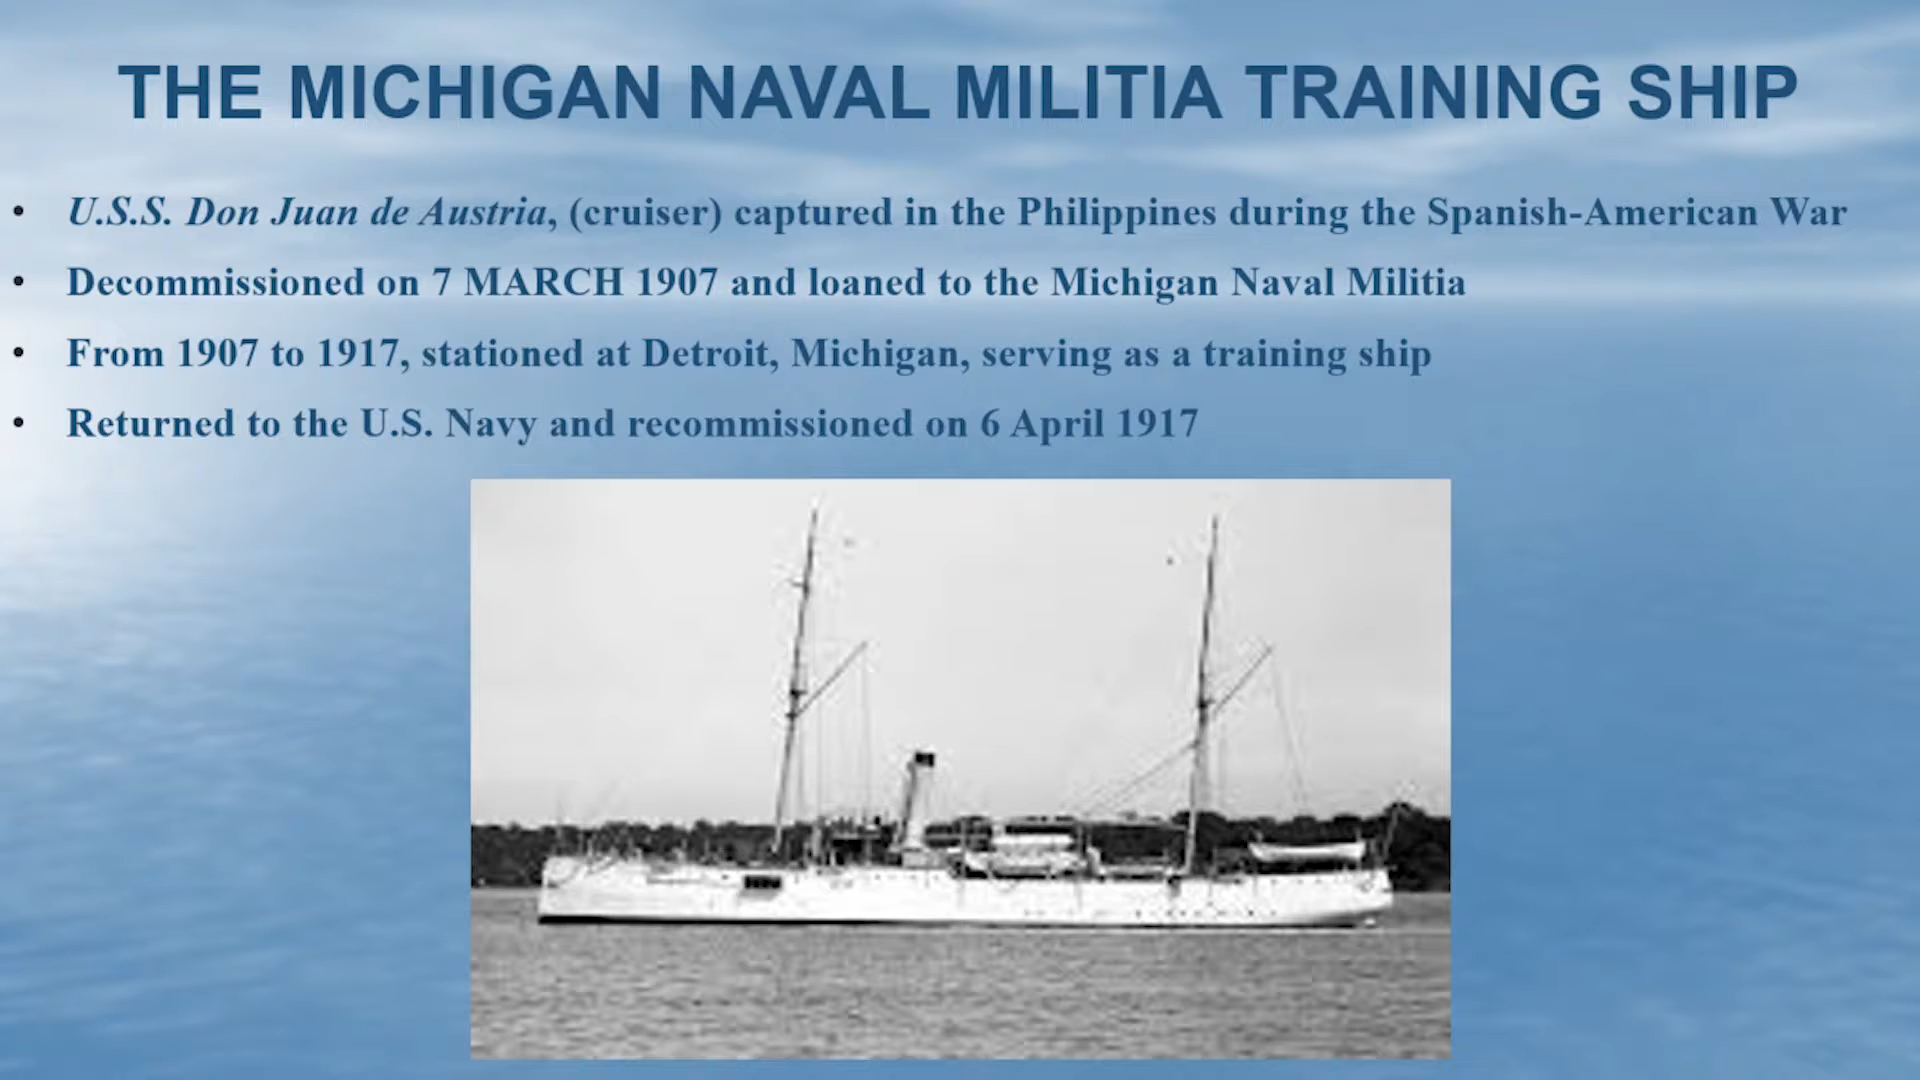 THE MICHIGAN NAVAL MILITIA TRAINING SHIP
• U.S.S. Don Juan de Austria, (cruiser) captured in the Philippines during the Spanish-American War
• Decommissioned on 7 MARCH 1907 and loaned to the Michigan Naval Militia
• From 1907 to 1917, stationed at Detroit, Michigan, serving as a training ship
• Returned to the U.S. Navy and recommissioned on 6 April 1917